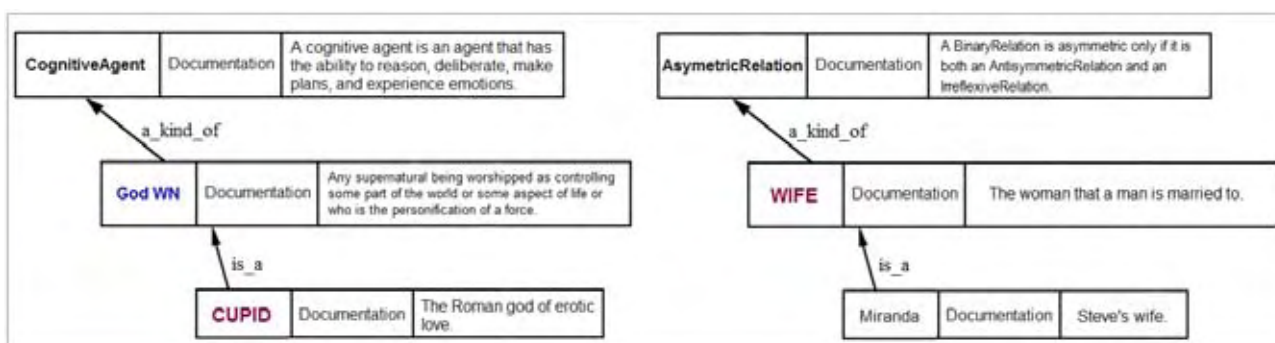 CognitiveAgent
Documentation
A cognitive agent is an agent that has
the ability to reason, deliberate, make
plans, and experience emotions.
a_kind_of
God WN
Documentation
Any supernatural being worshipped as controlling
some part of the world or some aspect of life or
who is the personification of a force.
is_a
CUPID
Documentation
The Roman god of erotic
love.
AsymetricRelation
Documentation
A BinaryRelation is asymmetric only if it is
both an AntisymmetricRelation and an
IrreflexiveRelation.
a_kind_of
WIFE
Documentation
The woman that a man is married to.
is_a
Miranda
Documentation
Steve's wife.